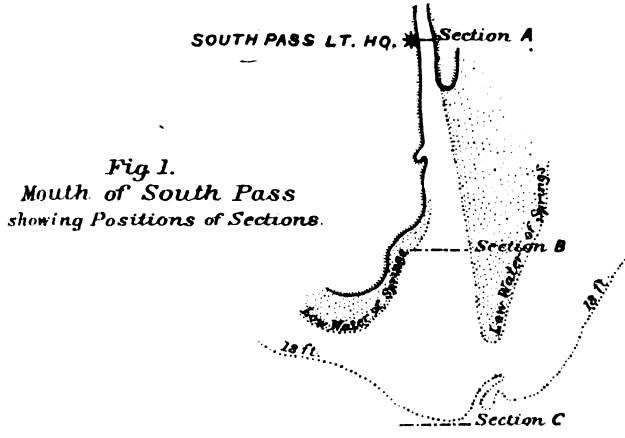 SOUTH PASS LT. HO.
Section A
Fig 1.
Mouth of South Pass
showing Positions of Sections.
Low Water of Springs
Section B
Low Water of Springs
18 ft.
18 ft.
Section C